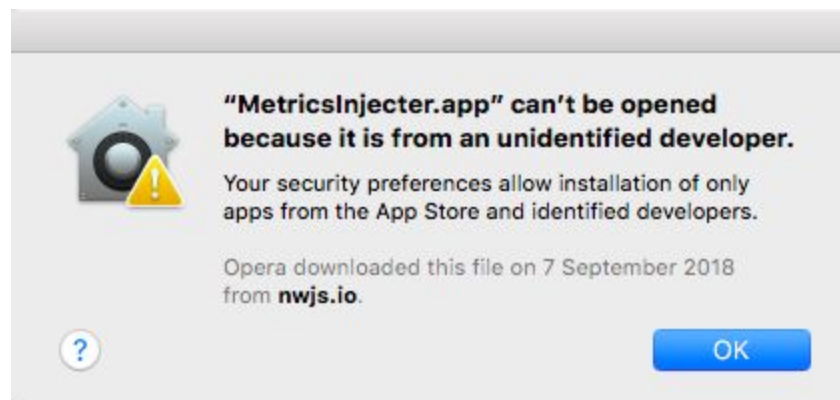 “MetricsInjecter.app” can’t be opened
because it is from an unidentified developer.
Your security preferences allow installation of only
apps from the App Store and identified developers.
Opera downloaded this file on 7 September 2018
from nwjs.io.
?
OK